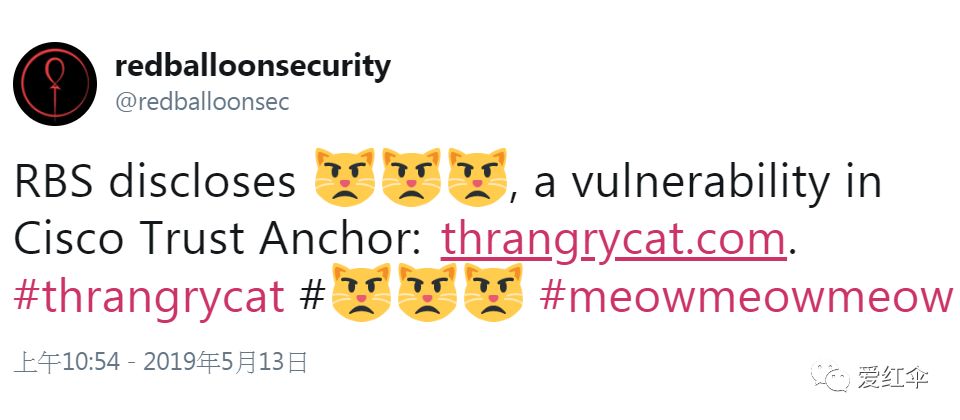 redballoonsecurity
@redballoonsec
RBS discloses 😾😾😾, a vulnerability in
Cisco Trust Anchor: thrangrycat.com.
#thrangrycat #😾😾😾 #meowmeowmeow
上午10:54 - 2019年5月13日
爱红伞